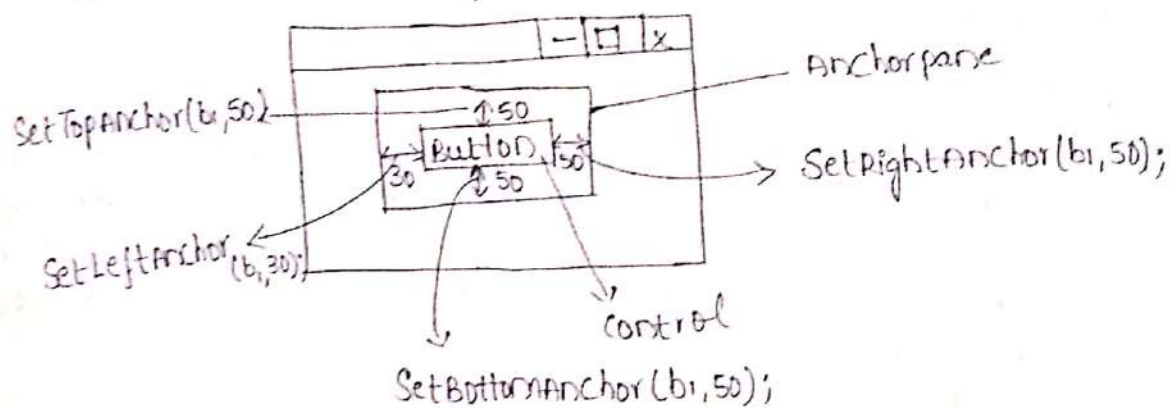 - □ x
Anchorpane
SetTopAnchor(b1,50)
50
Button
30
50
50
SetRightAnchor(b1,50);
SetLeftAnchor
(b1,30);
control
SetBottomAnchor(b1,50);